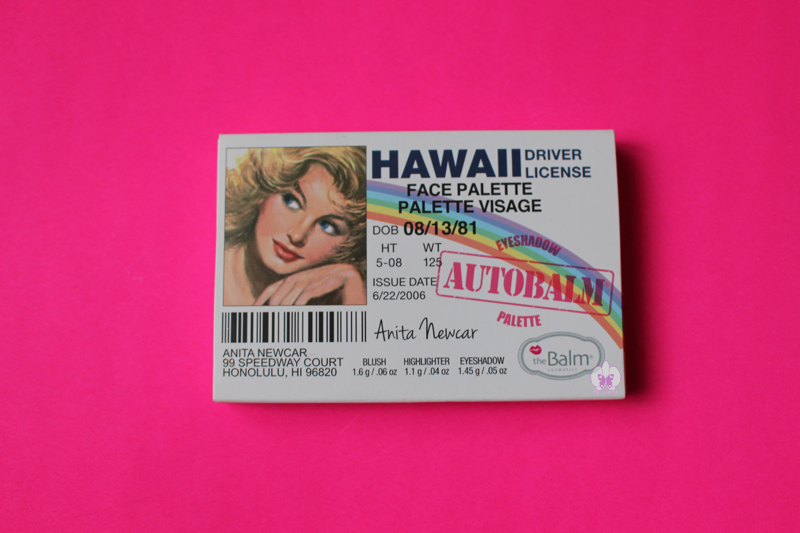 HAWAII DRIVER LICENSE
FACE PALETTE
PALETTE VISAGE
DOB 08/13/81
HT WT
5-08 125
ISSUE DATE
6/22/2006
EYESHADOW
AUTOBALM
PALETTE
Anita Newcar
ANITA NEWCAR
99 SPEEDWAY COURT
HONOLULU, HI 96820
BLUSH HIGHLIGHTER EYESHADOW
1.6 g / .06 oz 1.1 g / .04 oz 1.45 g / .05 oz
theBalm®
cosmetics